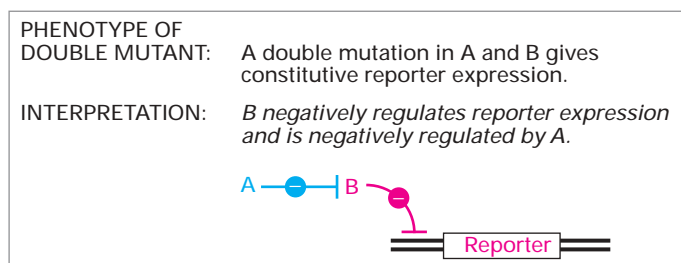 PHENOTYPE OF
DOUBLE MUTANT: A double mutation in A and B gives
constitutive reporter expression.
INTERPRETATION: B negatively regulates reporter expression
and is negatively regulated by A.
A – B –
Reporter